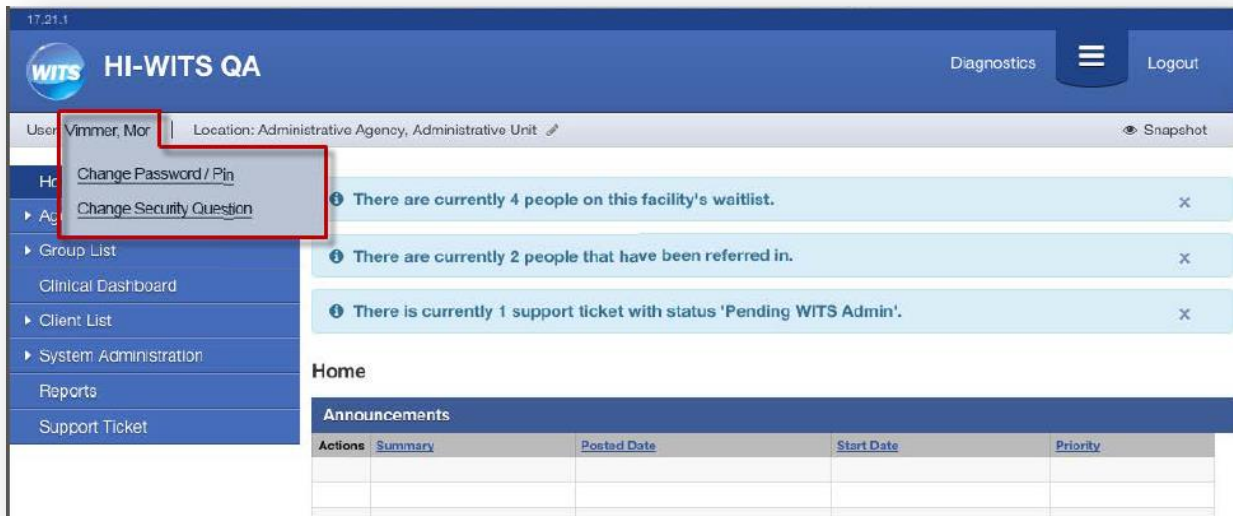 17.21.1
WITS HI-WITS QA Diagnostics Logout
User Vimmer, Mor | Location: Administrative Agency, Administrative Unit Snapshot
Change Password / Pin
Change Security Question
There are currently 4 people on this facility's waitlist. x
Group List
There are currently 2 people that have been referred in. x
Clinical Dashboard
Client List
There is currently 1 support ticket with status 'Pending WITS Admin'. x
System Administration
Reports
Support Ticket
Home
Announcements
Actions Summary Posted Date Start Date Priority